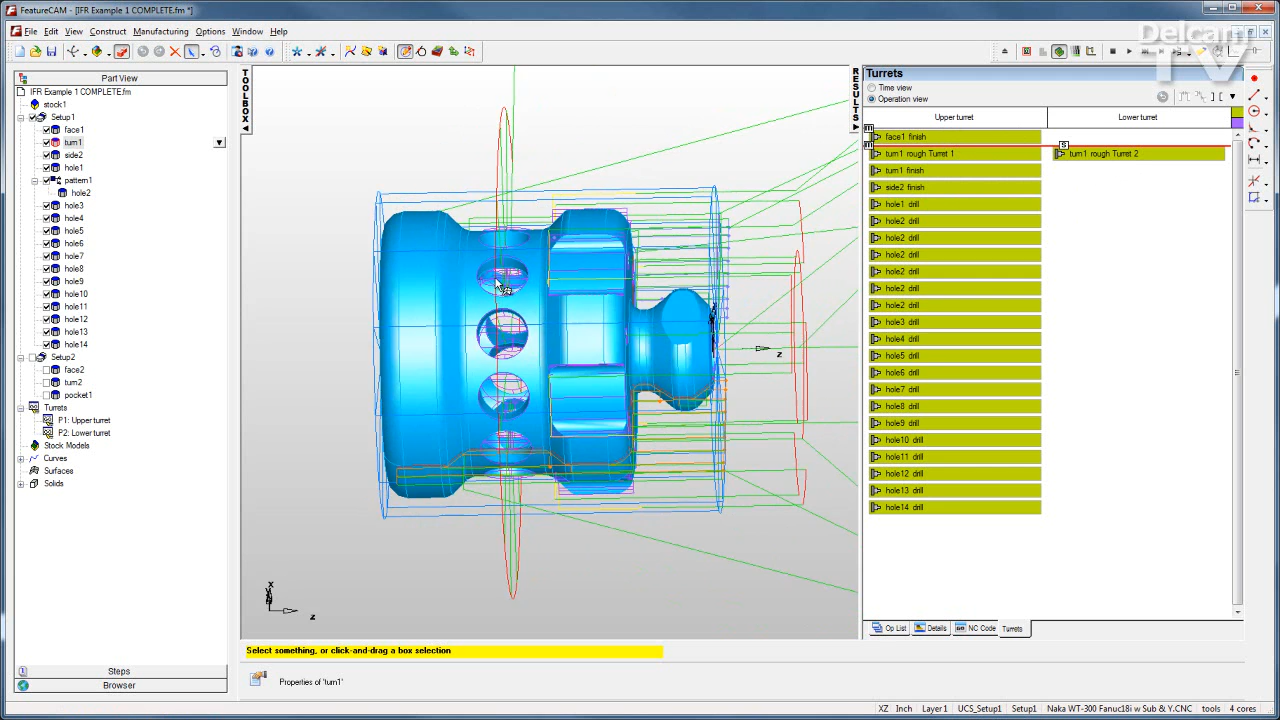 FeatureCAM - [IFR Example 1 COMPLETE.fm *]
Delcam
TV
File Edit View Construct Manufacturing Options Window Help
Part View
IFR Example 1 COMPLETE.fm
stock1
Setup1
face1
turn1
side2
hole1
pattern1
hole2
hole3
hole4
hole5
hole6
hole7
hole8
hole9
hole10
hole11
hole12
hole13
hole14
Setup2
face2
turn2
pocket1
Turrets
P1: Upper turret
P2: Lower turret
Stock Models
Curves
Surfaces
Solids
Steps
Browser
TOOLBOX
z
X
z
Select something, or click-and-drag a box selection
Properties of 'turn1'
RESULTS
Turrets
Time view
Operation view
Upper turret Lower turret
m
face1 finish
m S
turn1 rough Turret 1 turn1 rough Turret 2
turn1 finish
side2 finish
hole1 drill
hole2 drill
hole2 drill
hole2 drill
hole2 drill
hole2 drill
hole2 drill
hole3 drill
hole4 drill
hole5 drill
hole6 drill
hole7 drill
hole8 drill
hole9 drill
hole10 drill
hole11 drill
hole12 drill
hole13 drill
hole14 drill
Op List Details NC Code Turrets
XZ Inch Layer 1 UCS_Setup1 Setup1 Naka WT-300 Fanuc18i w Sub & Y.CNC tools 4 cores